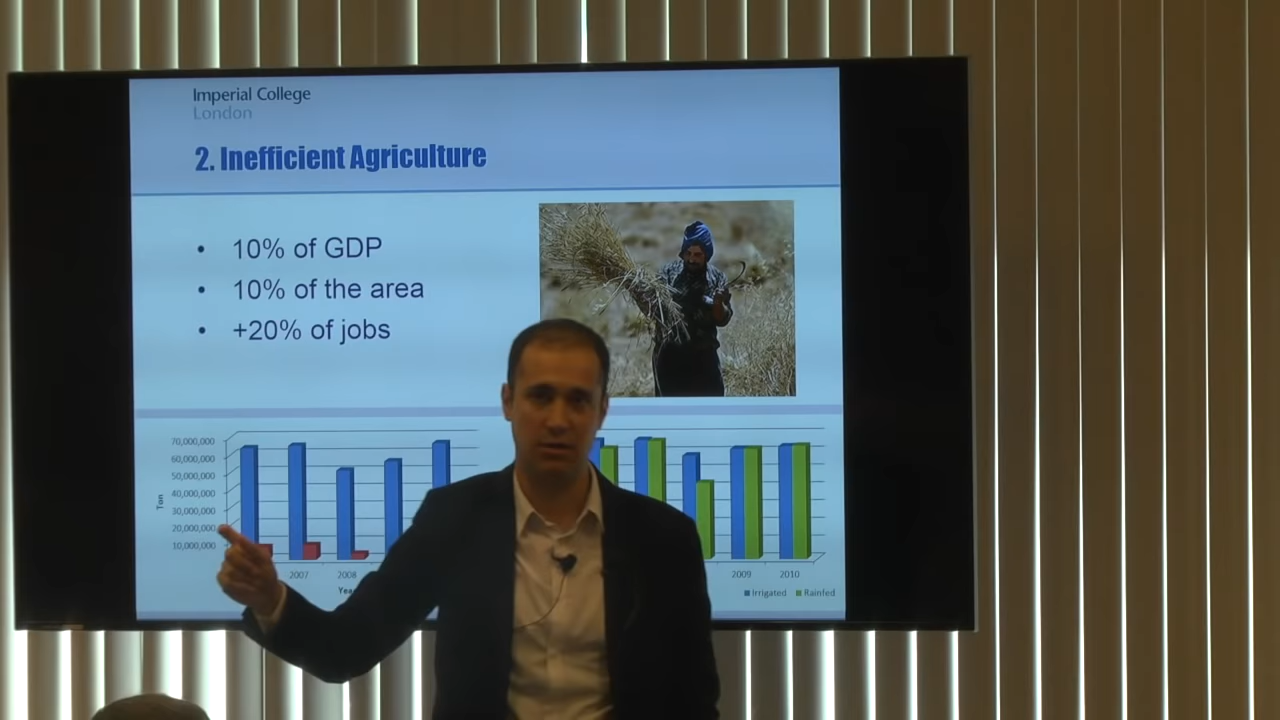 Imperial College
London
2. Inefficient Agriculture
• 10% of GDP
• 10% of the area
• +20% of jobs
70,000,000
60,000,000
50,000,000
40,000,000
30,000,000
20,000,000
10,000,000
Ton
2007 2008
2009 2010
Irrigated Rainfed